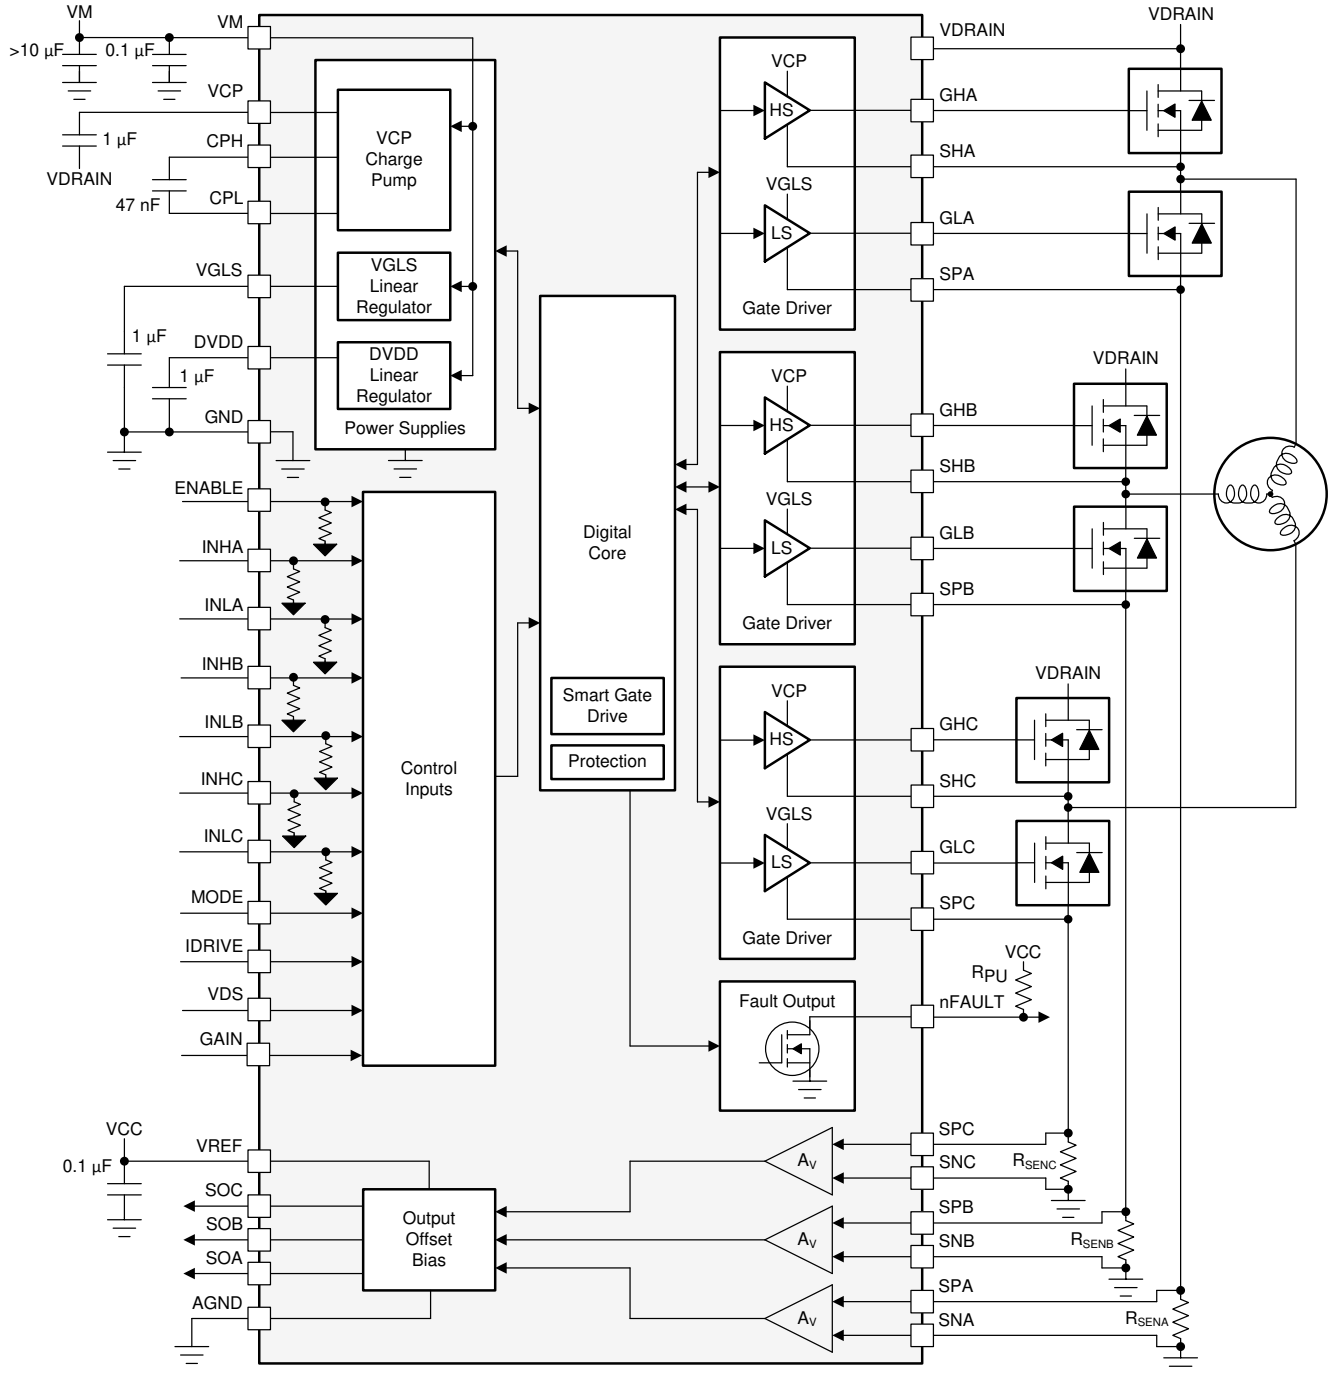 VM
>10 µF
0.1 µF
VM
VCP
1 µF
VDRAIN
CPH
47 nF
CPL
VGLS
1 µF
DVDD
1 µF
GND
VCP
Charge
Pump
VGLS
Linear
Regulator
DVDD
Linear
Regulator
Power Supplies
ENABLE
INHA
INLA
INHB
INLB
INHC
INLC
MODE
IDRIVE
VDS
GAIN
Control
Inputs
Digital
Core
Smart Gate
Drive
Protection
VCP
HS
VGLS
LS
Gate Driver
VCP
HS
VGLS
LS
Gate Driver
VCP
HS
VGLS
LS
Gate Driver
Fault Output
VDRAIN
GHA
SHA
GLA
SPA
VDRAIN
GHB
SHB
GLB
SPB
VDRAIN
GHC
SHC
GLC
SPC
VDRAIN
VCC
RPU
nFAULT
VCC
0.1 µF
VREF
SOC
SOB
SOA
AGND
Output
Offset
Bias
AV
AV
AV
SPC
SNC
RSENC
SPB
SNB
RSENB
SPA
SNA
RSENA